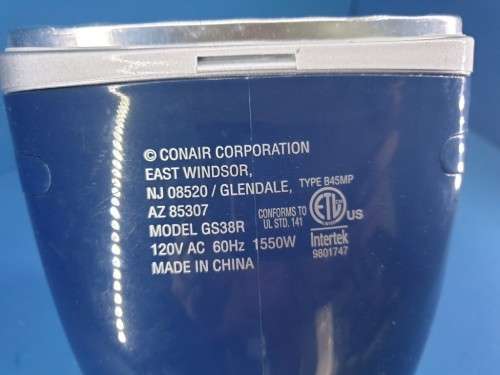 © CONAIR CORPORATION
EAST WINDSOR,
NJ 08520 / GLENDALE, TYPE B45MP
AZ 85307
MODEL GS38R
120V AC 60Hz 1550W
MADE IN CHINA
CONFORMS TO
UL STD. 141
ETL
US
Intertek
9801747